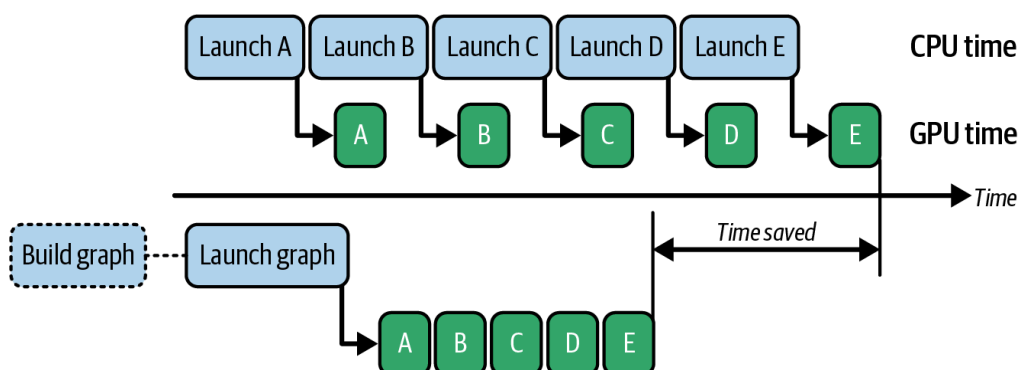 Launch A Launch B Launch C Launch D Launch E CPU time
A B C D E GPU time
Time
Build graph Launch graph Time saved
A B C D E